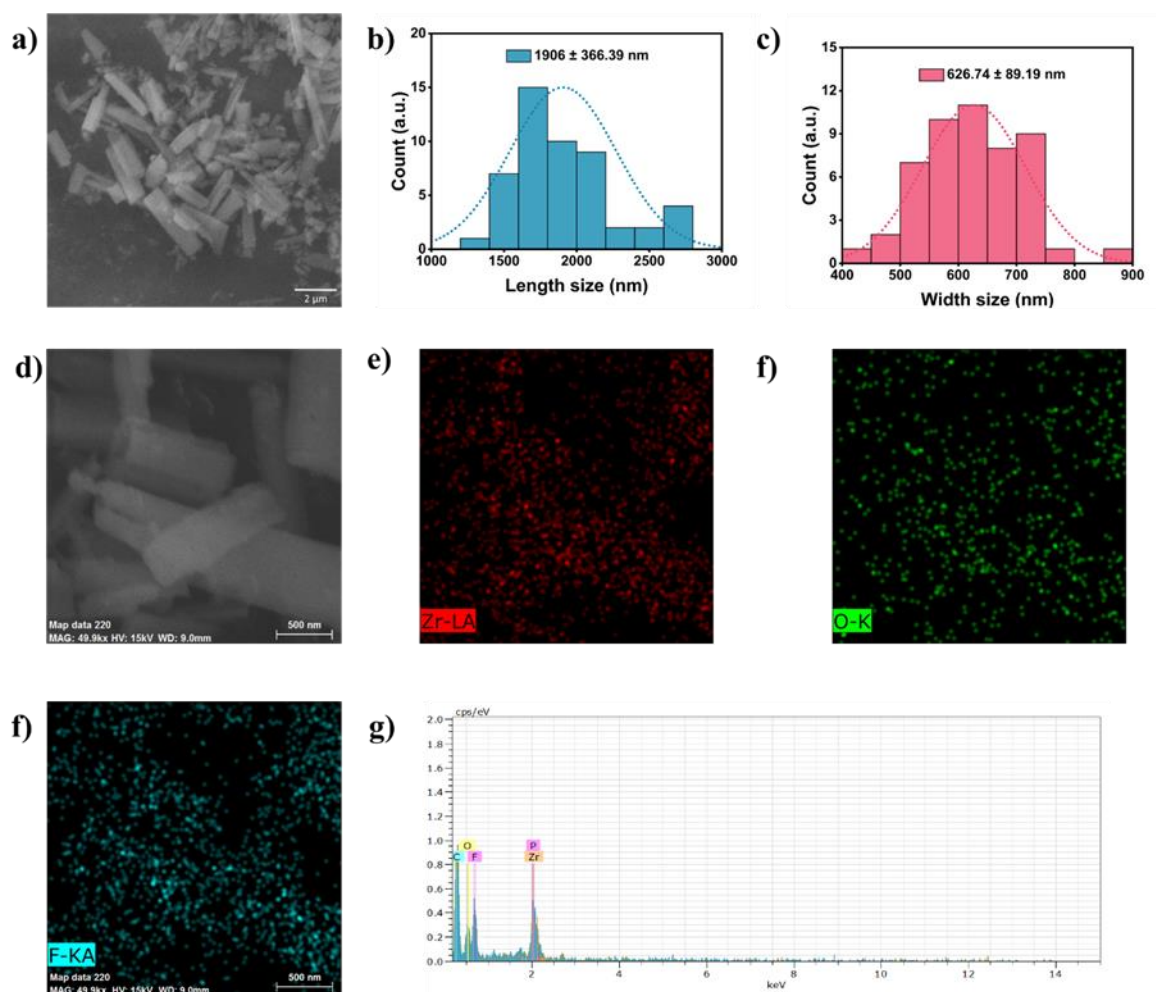 a)
2 µm
b)
20
15
10
5
0
Count (a.u.)
1906 ± 366.39 nm
1000 1500 2000 2500 3000
Length size (nm)
c)
15
12
9
6
3
0
Count (a.u.)
626.74 ± 89.19 nm
400 500 600 700 800 900
Width size (nm)
d)
Map data 220
MAG: 49.9kx HV: 15kV WD: 9.0mm
500 nm
e)
Zr-LA
f)
O-K
f)
F-KA
Map data 220
MAG: 49.9kx HV: 15kV WD: 9.0mm
500 nm
g)
cps/eV
2.0
1.8
1.6
1.4
1.2
1.0
0.8
0.6
0.4
0.2
0.0
O P
C F Zr
2 4 6 8 10 12 14
keV